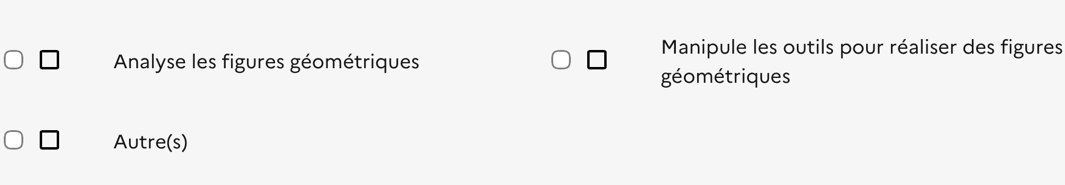 Analyse les figures géométriques
Manipule les outils pour réaliser des figures
géométriques
Autre(s)